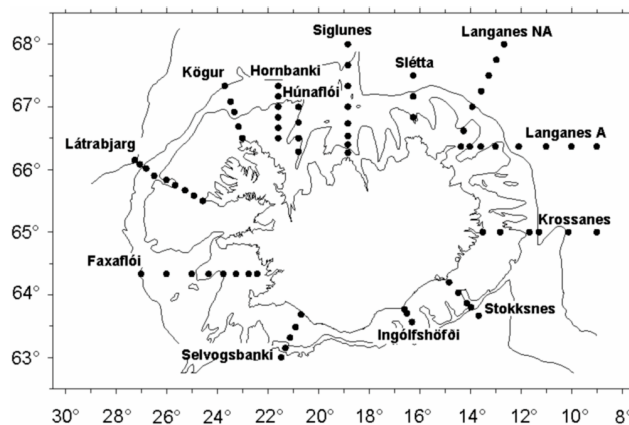 Siglunes
Langanes NA
68°
Slétta
Kögur
Hornbanki
Húnaflói
67°
Langanes A
Látrabjarg
66°
65°
Krossanes
Faxaflói
64°
Stokksnes
Ingólfshöfði
Selvogsbanki
63°
30° 28° 26° 24° 22° 20° 18° 16° 14° 12° 10° 8°